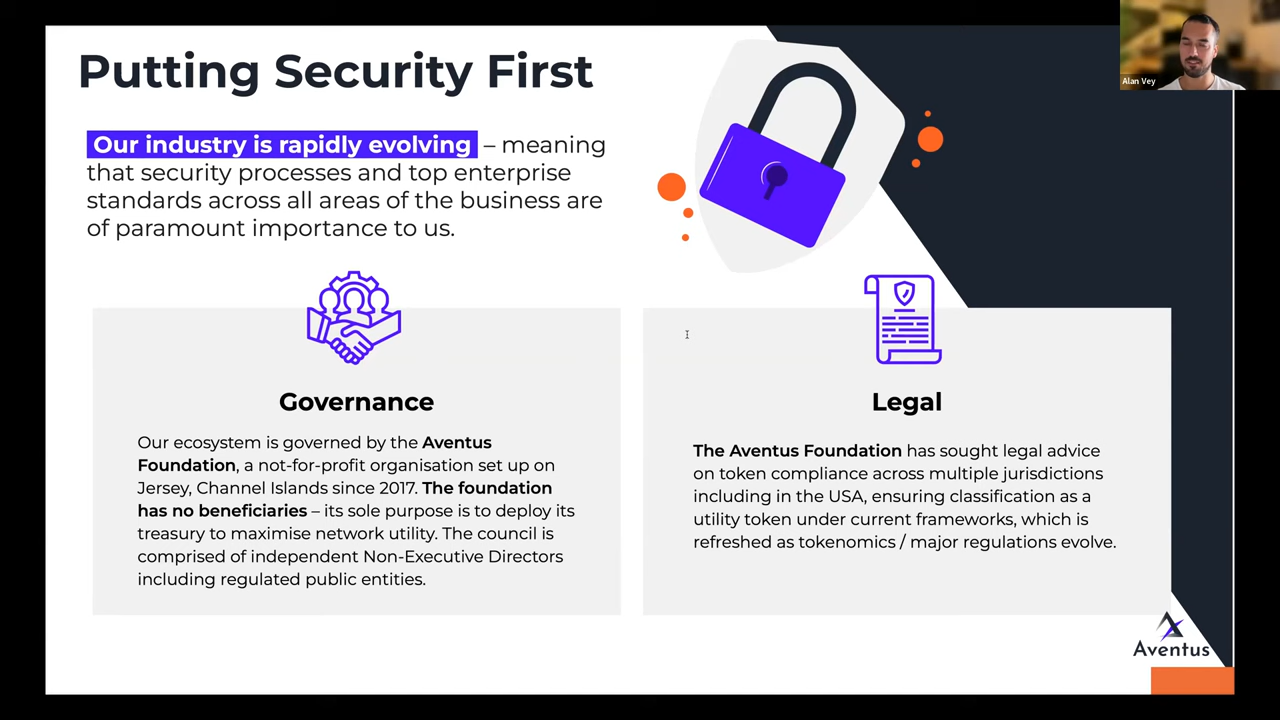 Putting Security First
Alan Vey
Our industry is rapidly evolving – meaning
that security processes and top enterprise
standards across all areas of the business are
of paramount importance to us.
Governance
Our ecosystem is governed by the Aventus
Foundation, a not-for-profit organisation set up on
Jersey, Channel Islands since 2017. The foundation
has no beneficiaries – its sole purpose is to deploy its
treasury to maximise network utility. The council is
comprised of independent Non-Executive Directors
including regulated public entities.
Legal
The Aventus Foundation has sought legal advice
on token compliance across multiple jurisdictions
including in the USA, ensuring classification as a
utility token under current frameworks, which is
refreshed as tokenomics / major regulations evolve.
Aventus